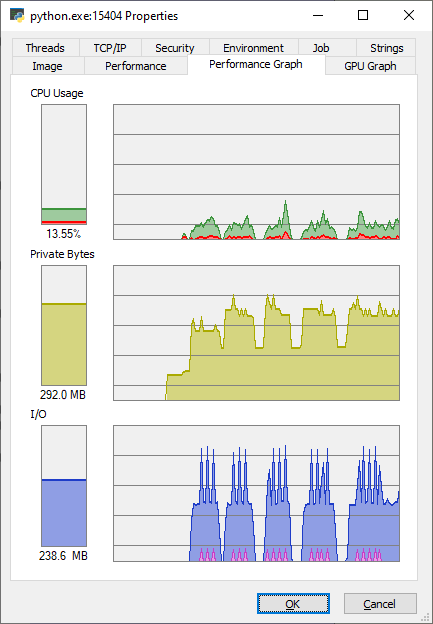 python.exe:15404 Properties
Threads TCP/IP Security Environment Job Strings
Image Performance Performance Graph GPU Graph
CPU Usage
13.55%
Private Bytes
292.0 MB
I/O
238.6 MB
OK Cancel